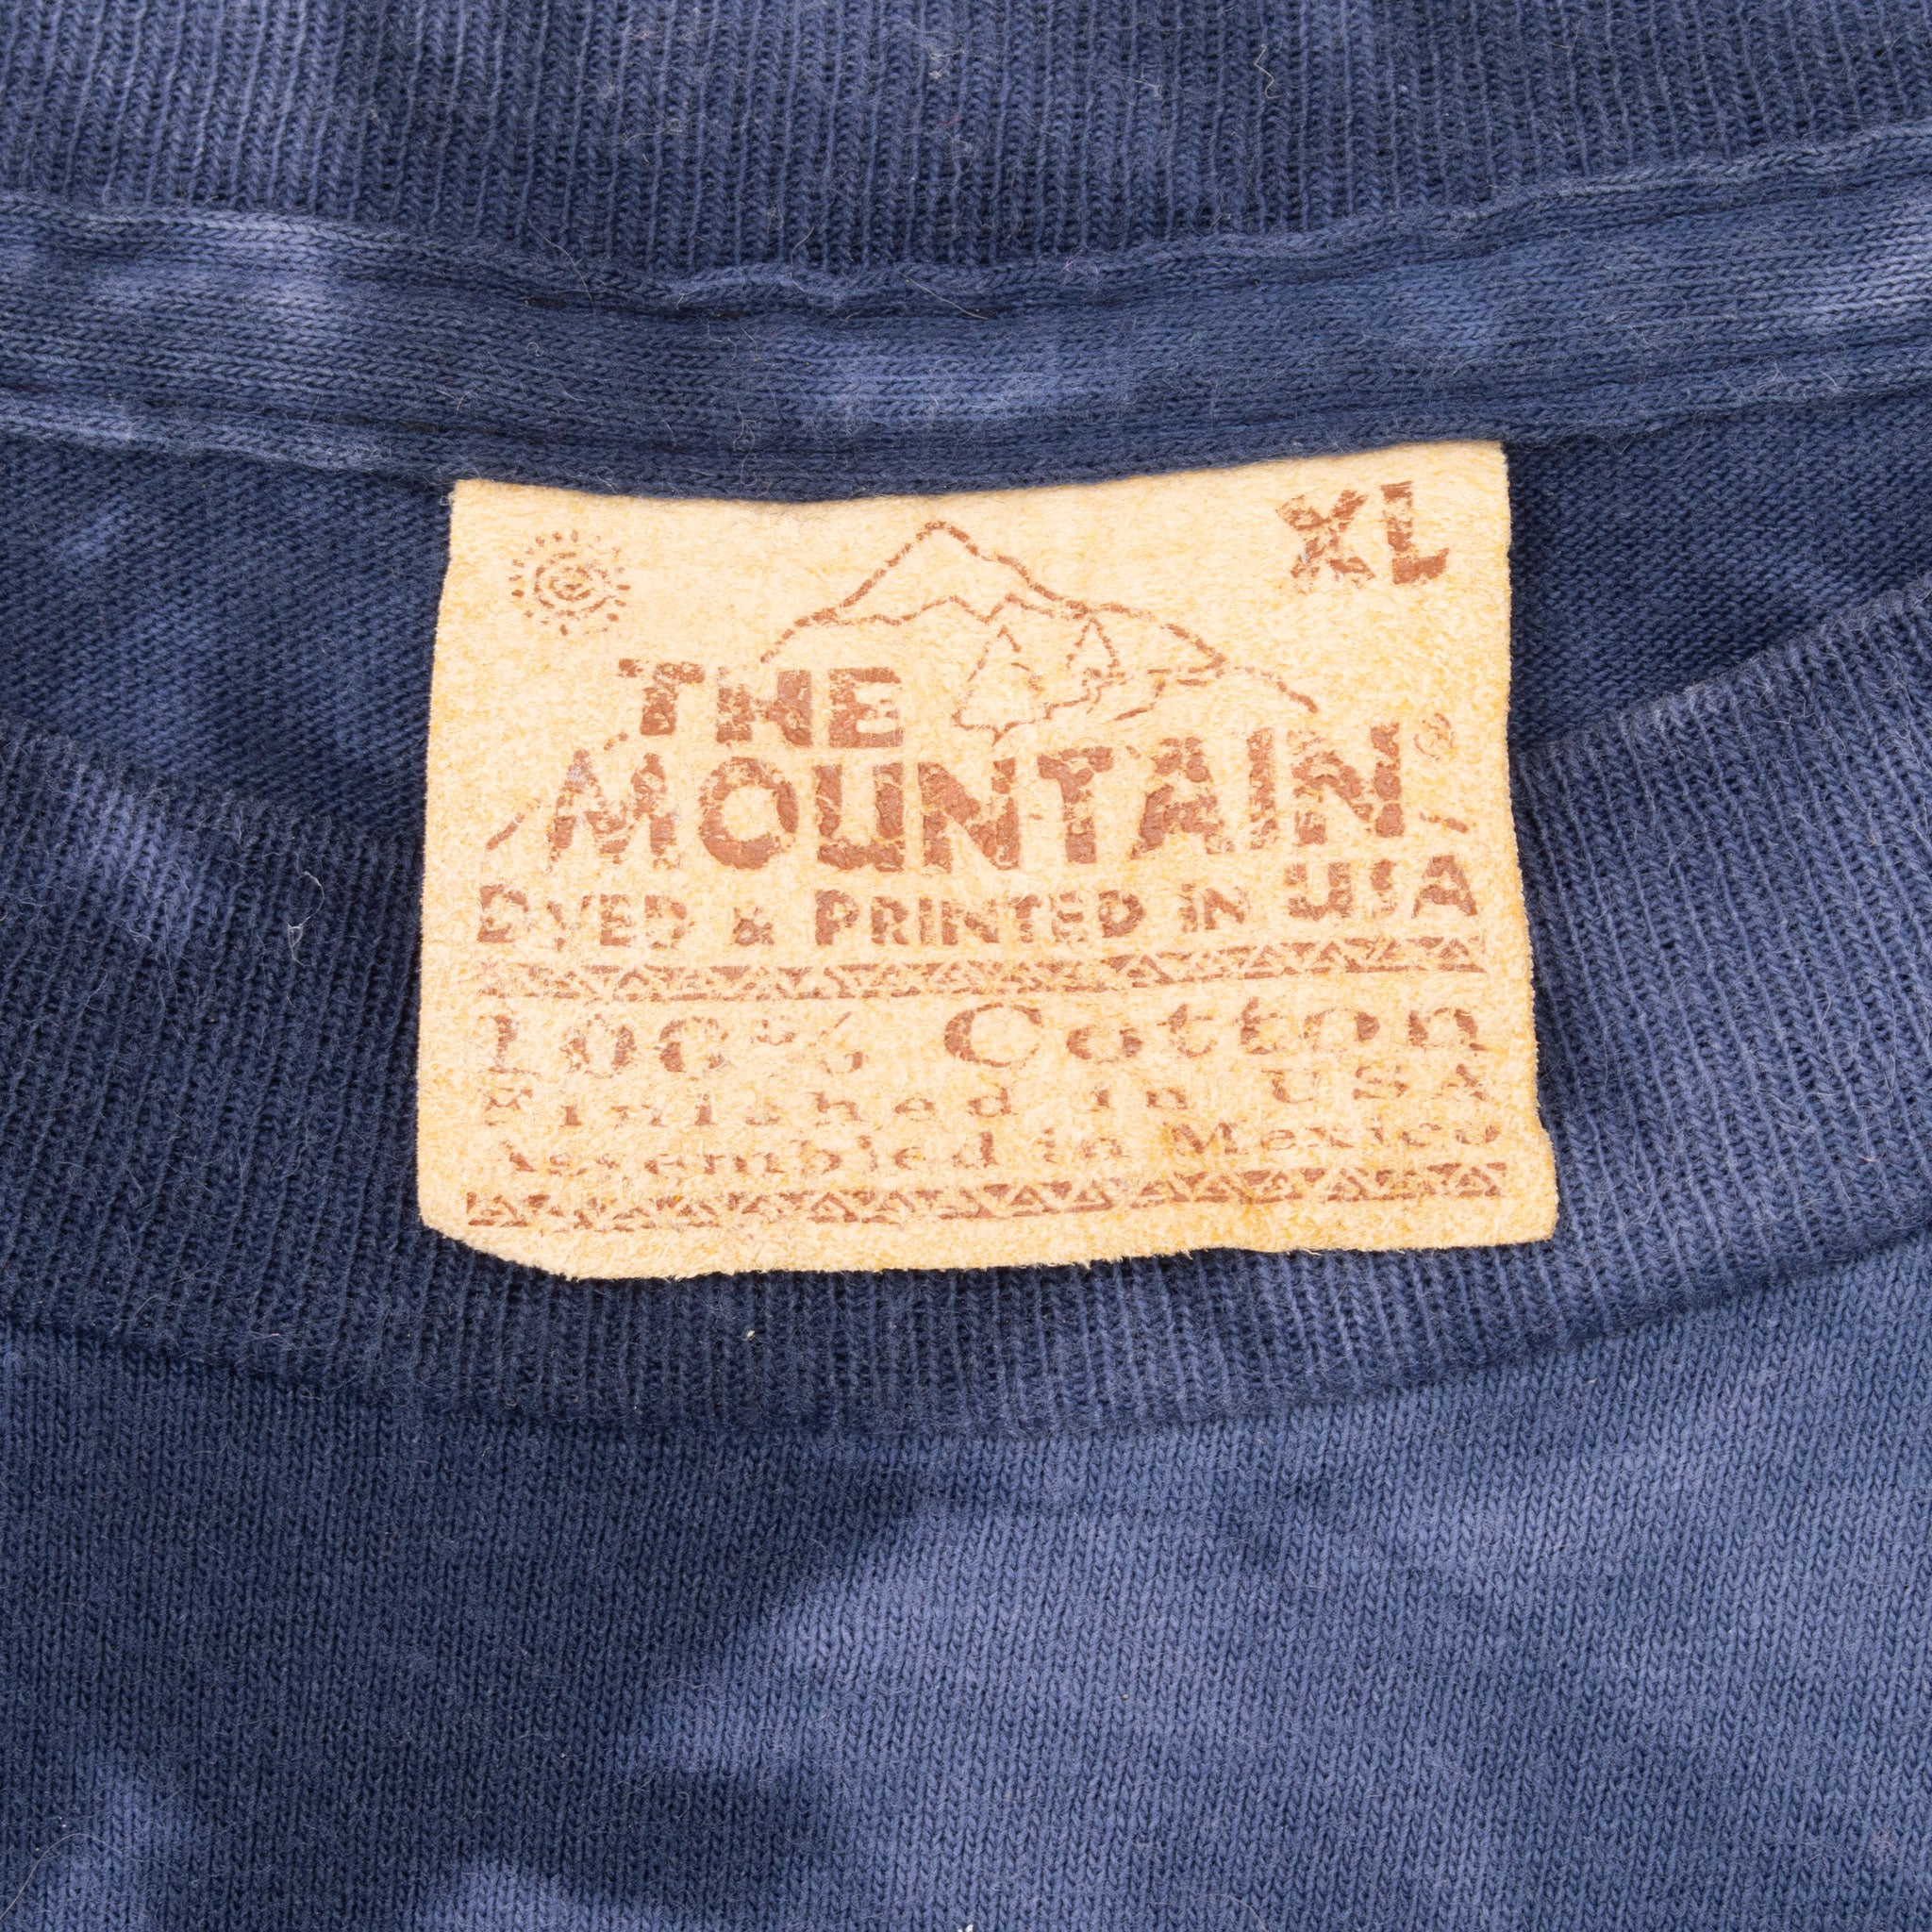 XL
THE
MOUNTAIN®
DYED & PRINTED IN USA
100% Cotton
Finished in USA
Assembled in Mexico